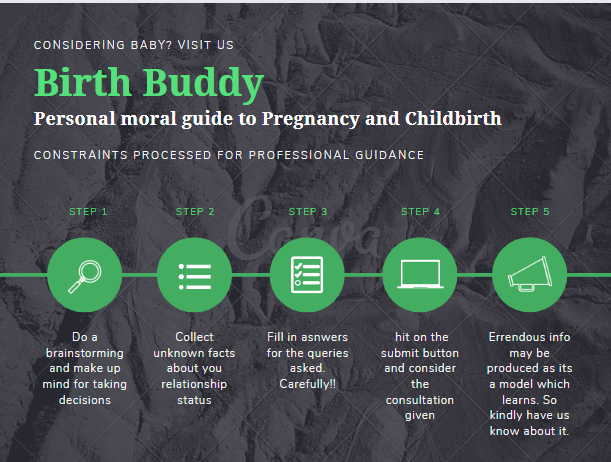 CONSIDERING BABY? VISIT US
Birth Buddy
Personal moral guide to Pregnancy and Childbirth
CONSTRAINTS PROCESSED FOR PROFESSIONAL GUIDANCE
STEP 1
Do a
brainstorming
and make up
mind for taking
decisions
STEP 2
Collect
unknown facts
about you
relationship
status
STEP 3
Fill in asnwers
for the queries
asked.
Carefully!!
STEP 4
hit on the
submit button
and consider
the
consultation
given
STEP 5
Errendous info
may be
produced as its
a model which
learns. So
kindly have us
know about it.
Canva